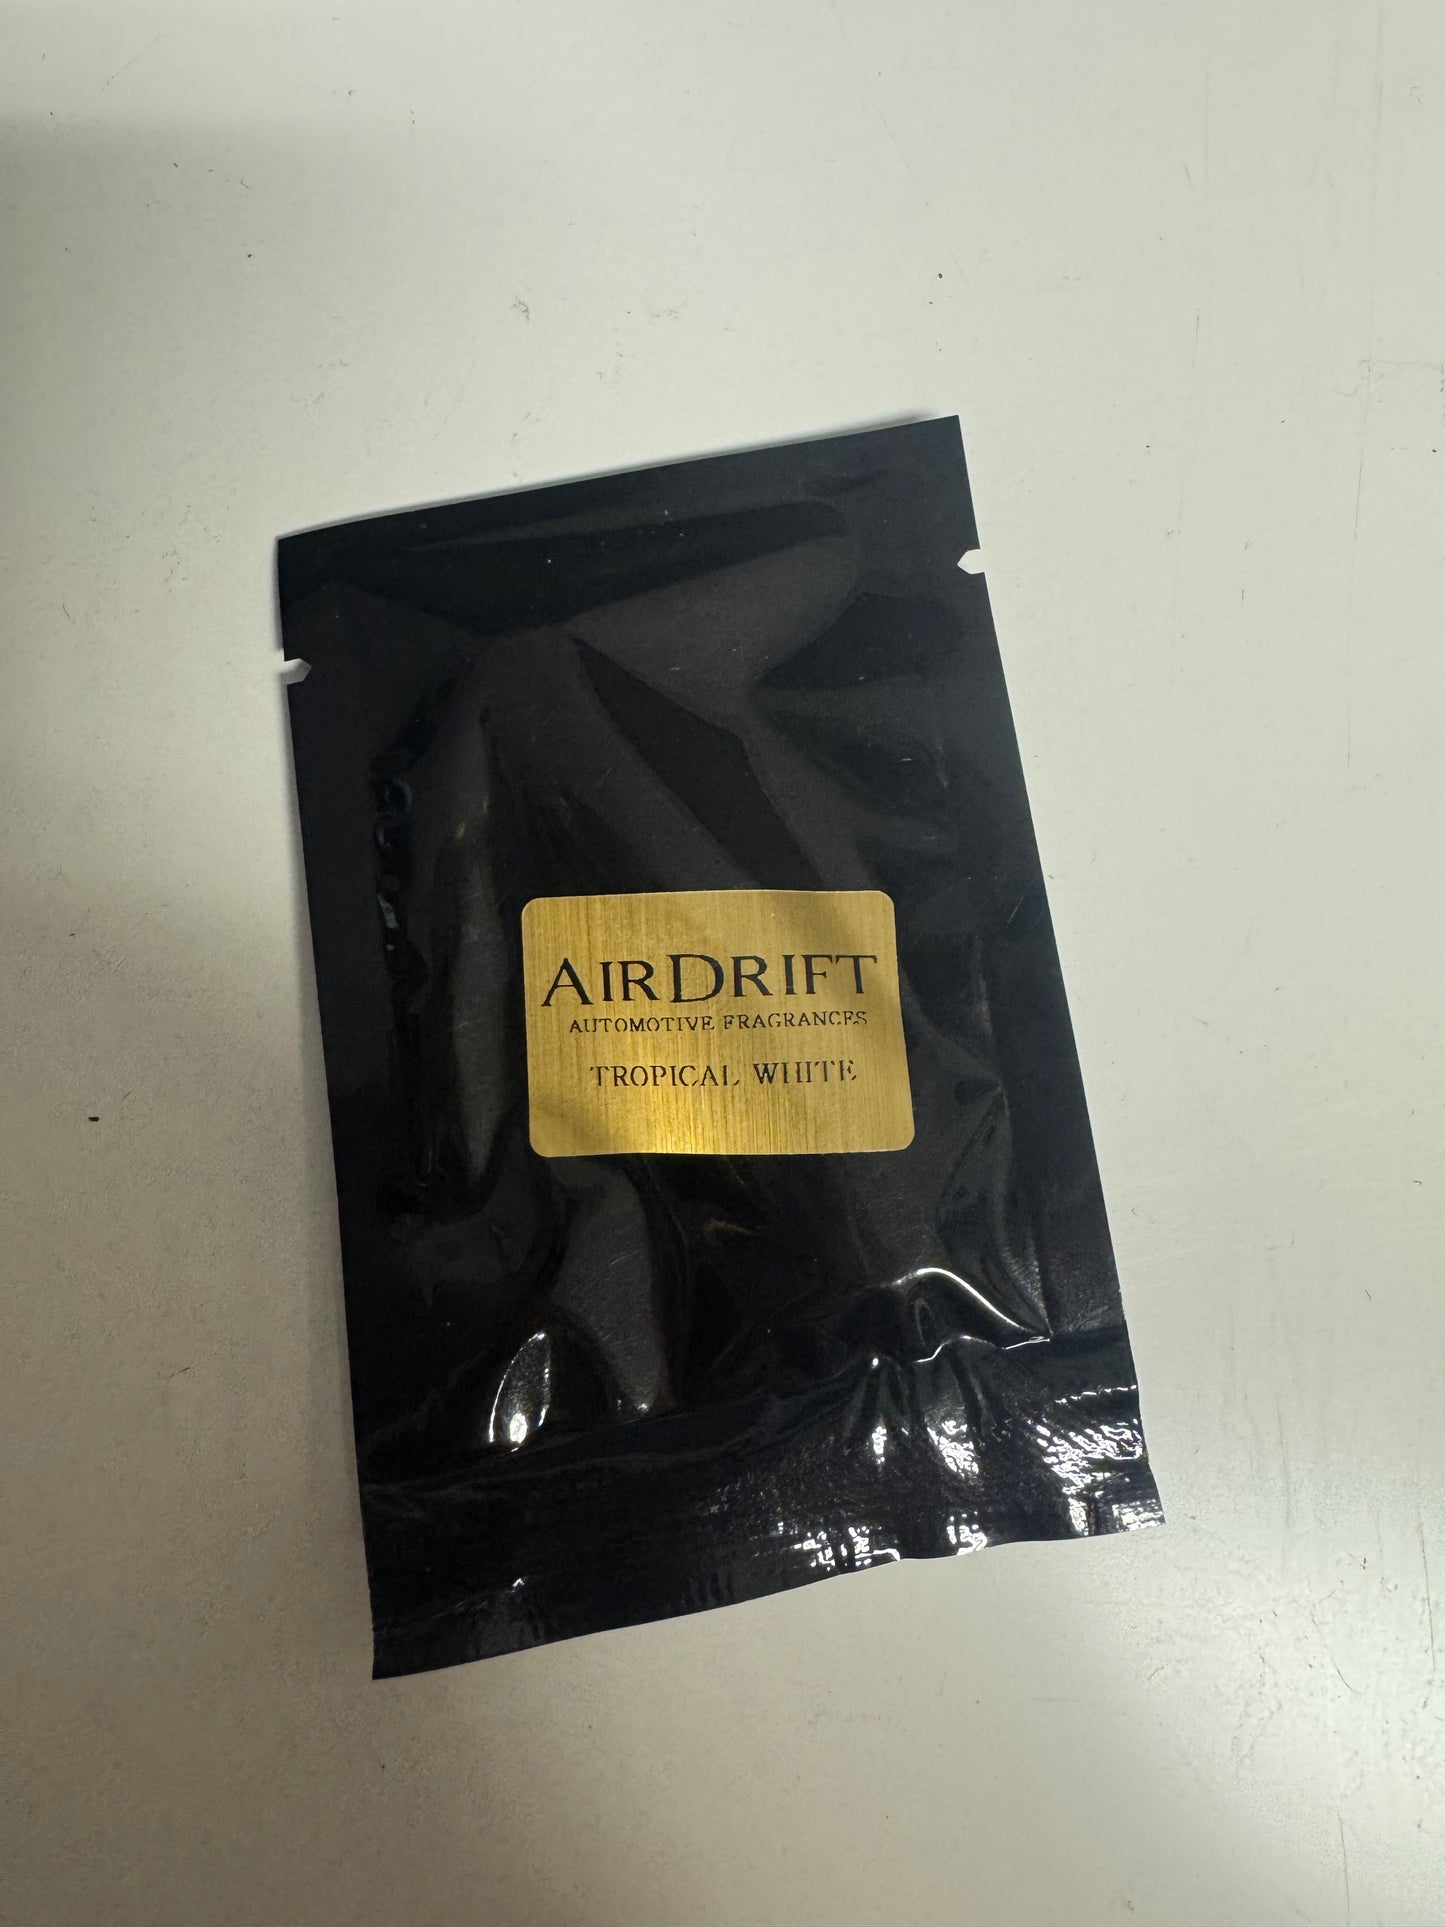 AIRDRIFT
AUTOMOTIVE FRAGRANCES
TROPICAL WHITE